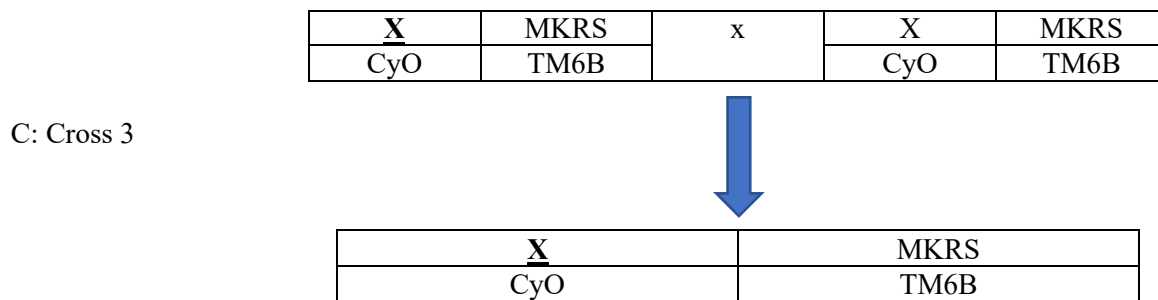 X MKRS x X MKRS
CyO TM6B CyO TM6B
C: Cross 3
X MKRS
CyO TM6B